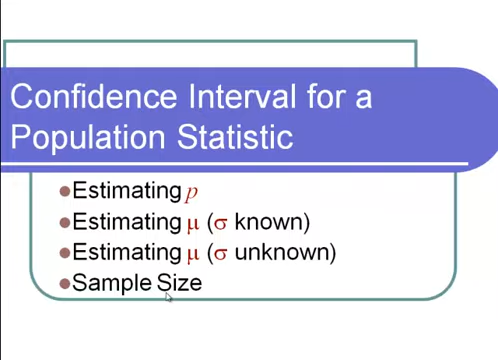 Confidence Interval for a
Population Statistic
Estimating p
Estimating μ (σ known)
Estimating μ (σ unknown)
Sample Size